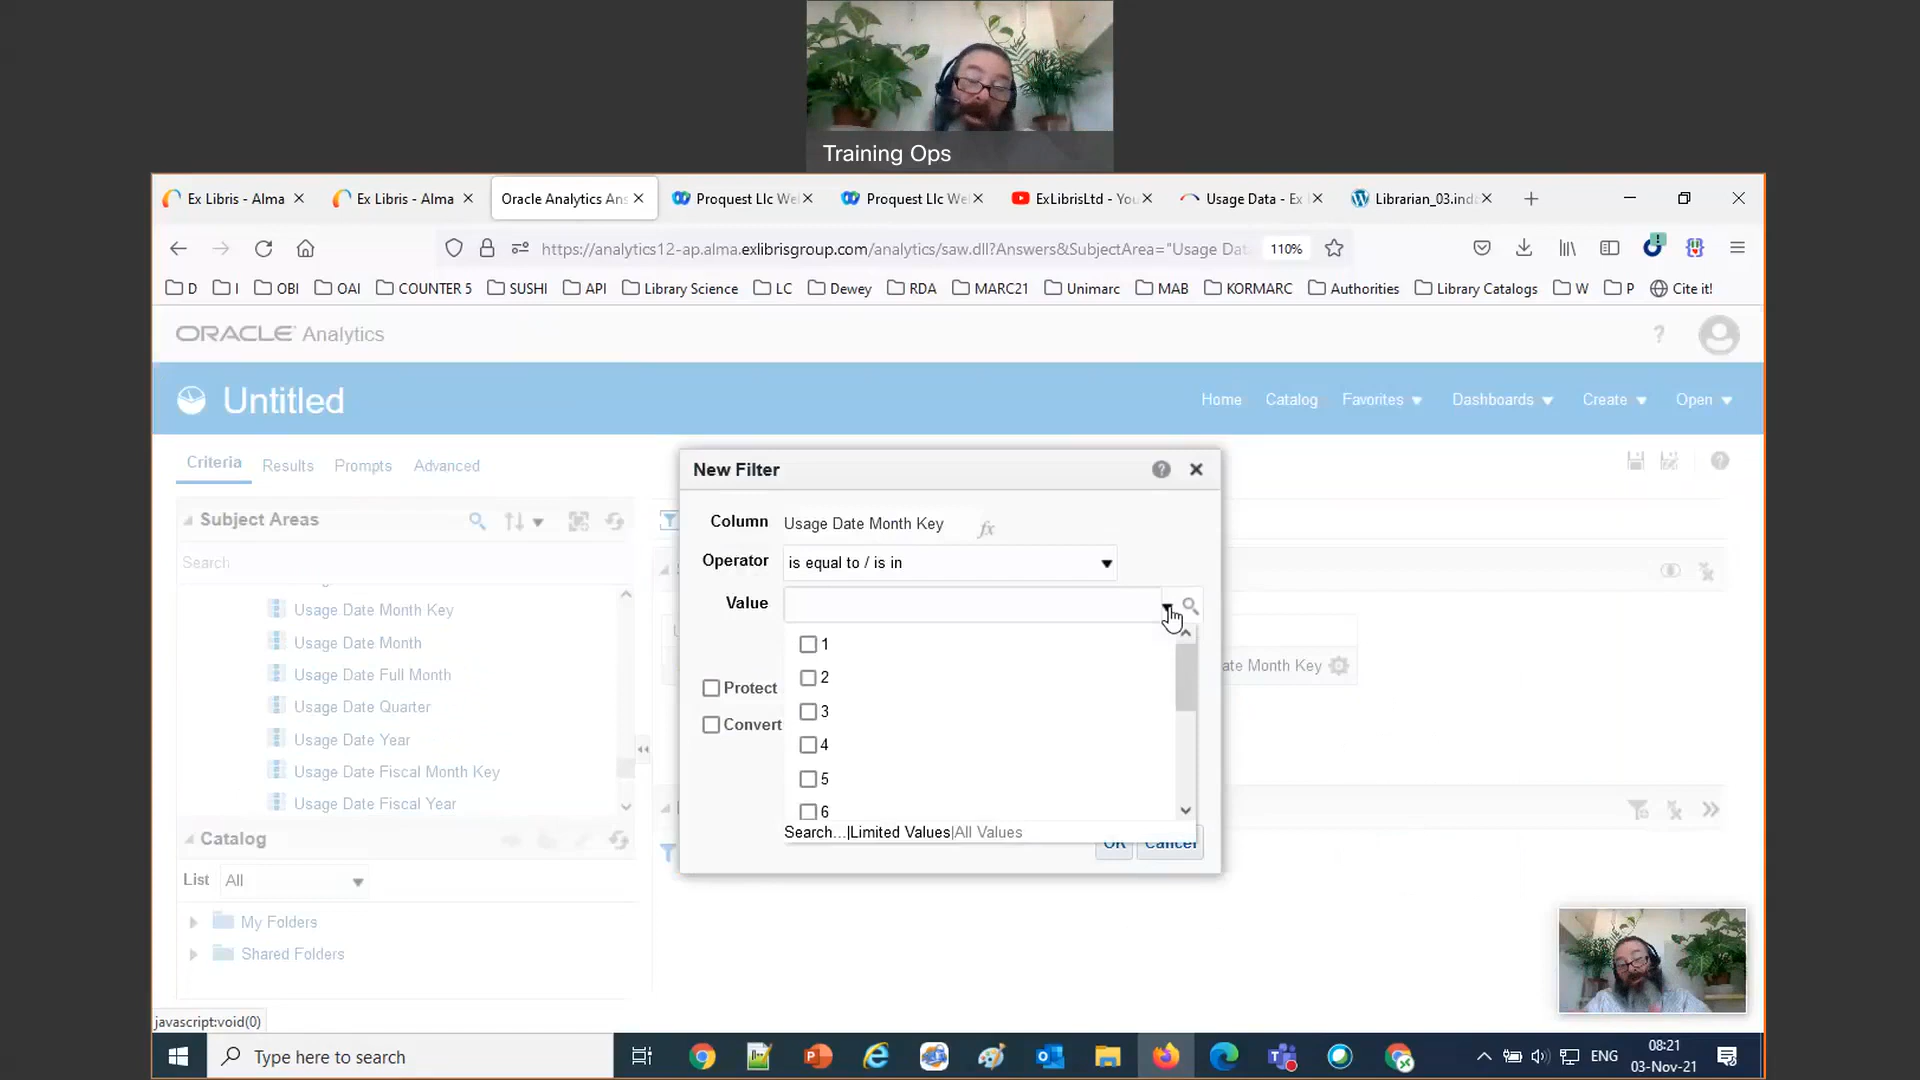 Training Ops
Ex Libris - Alma
Ex Libris - Alma
Oracle Analytics Ans
Proquest Llc We
Proquest Llc We
ExLibrisLtd - You
Usage Data - Ex
Librarian_03.ind
https://analytics12-ap.alma.exlibrisgroup.com/analytics/saw.dll?Answers&SubjectArea="Usage Dat
110%
D
I
OBI
OAI
COUNTER 5
SUSHI
API
Library Science
LC
Dewey
RDA
MARC21
Unimarc
MAB
KORMARC
Authorities
Library Catalogs
W
P
Cite it!
ORACLE Analytics
Untitled
Home
Catalog
Favorites
Dashboards
Create
Open
Criteria
Results
Prompts
Advanced
Subject Areas
Search
Usage Date Month Key
Usage Date Month
Usage Date Full Month
Usage Date Quarter
Usage Date Year
Usage Date Fiscal Month Key
Usage Date Fiscal Year
Catalog
List All
My Folders
Shared Folders
New Filter
Column Usage Date Month Key fx
Operator is equal to / is in
Value
1
2
3
4
5
6
Protect
Convert
Search...|Limited Values|All Values
OK
Cancel
ate Month Key
javascript:void(0)
Type here to search
ENG
08:21
03-Nov-21